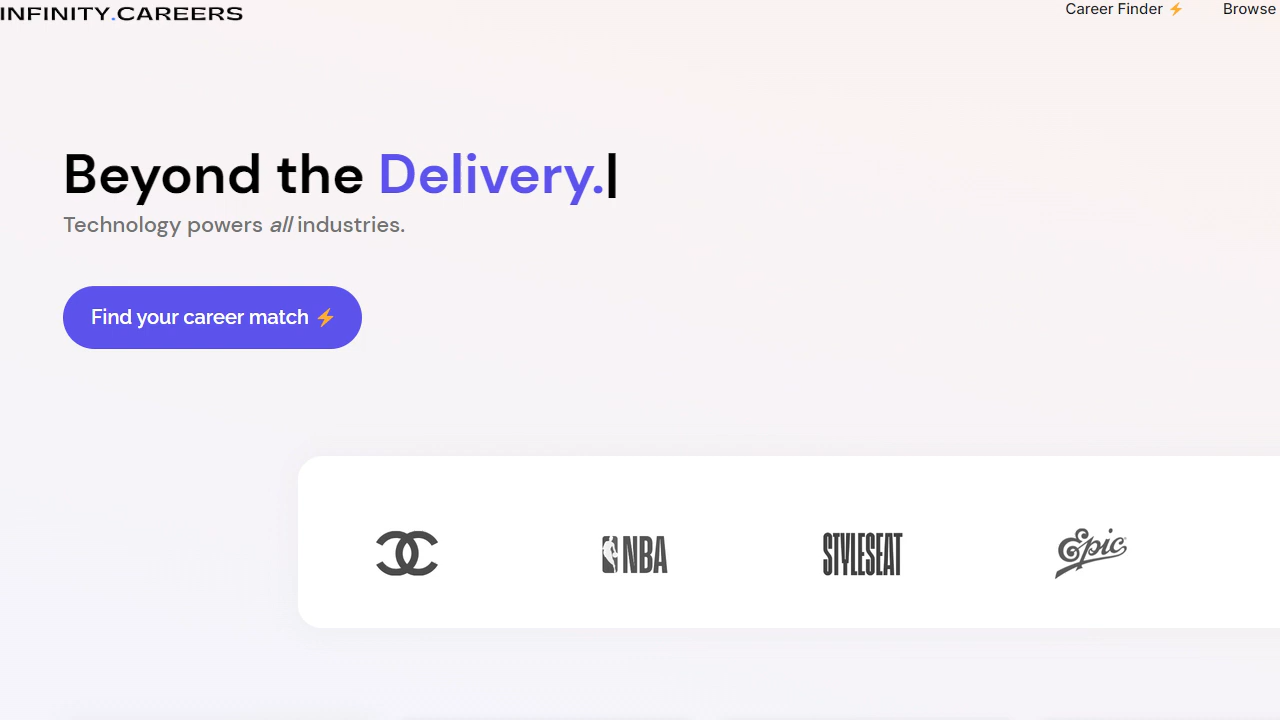 INFINITY.CAREERS
Career Finder ⚡
Browse
Beyond the Delivery.|
Technology powers all industries.
Find your career match ⚡
NBA
STYLESEAT
Epic